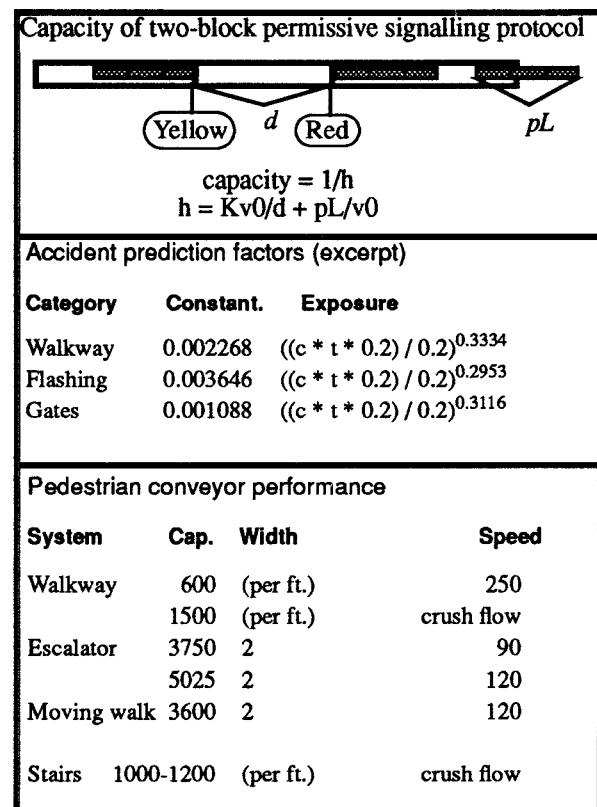 Capacity of two-block permissive signalling protocol
Yellow d Red pL
capacity = 1/h
h = Kv0/d + pL/v0
Accident prediction factors (excerpt)
Category Constant. Exposure
Walkway 0.002268 ((c * t * 0.2) / 0.2)^0.3334
Flashing 0.003646 ((c * t * 0.2) / 0.2)^0.2953
Gates 0.001088 ((c * t * 0.2) / 0.2)^0.3116
Pedestrian conveyor performance
System Cap. Width Speed
Walkway 600 (per ft.) 250
1500 (per ft.) crush flow
Escalator 3750 2 90
5025 2 120
Moving walk 3600 2 120
Stairs 1000-1200 (per ft.) crush flow